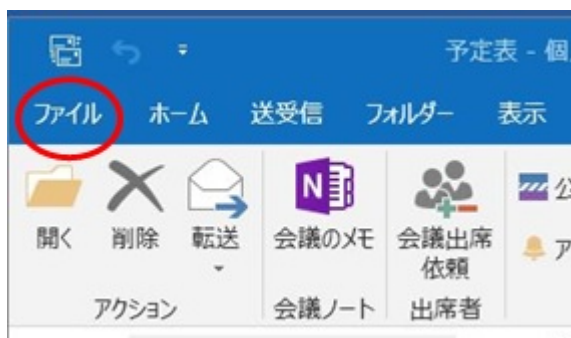 予定表 - 個
ファイル ホーム 送受信 フォルダー 表示
開く 削除 転送 会議のメモ 会議出席
依頼
公
ア
アクション 会議ノート 出席者